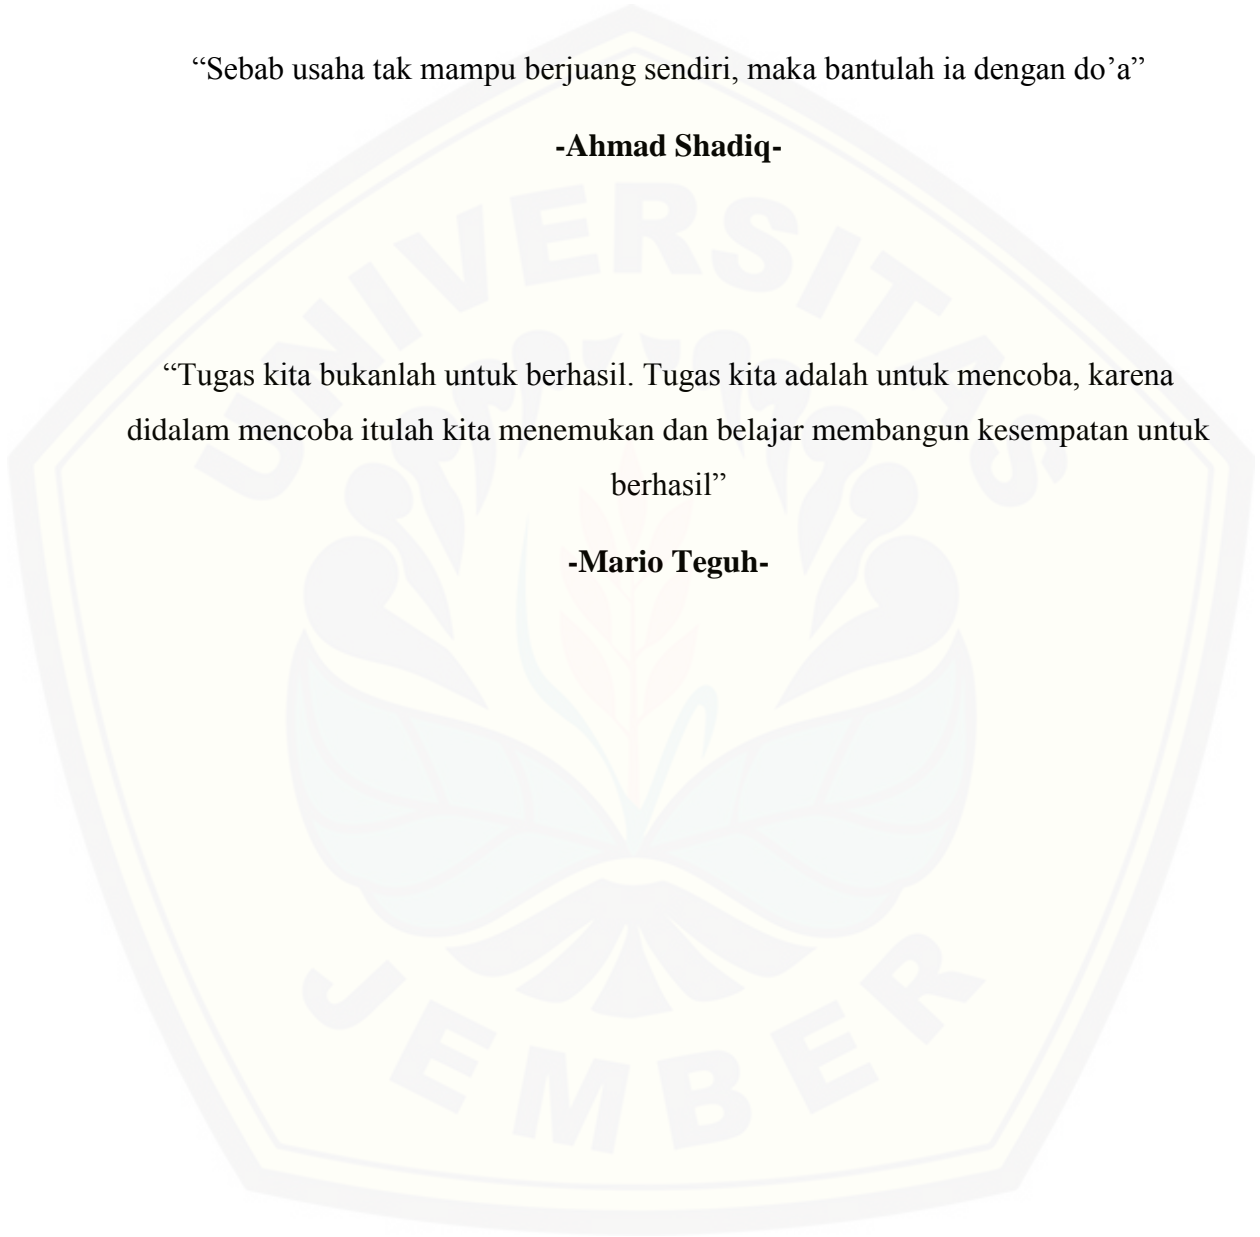 “Sebab usaha tak mampu berjuang sendiri, maka bantulah ia dengan do’a”
-Ahmad Shadiq-
“Tugas kita bukanlah untuk berhasil. Tugas kita adalah untuk mencoba, karena
didalam mencoba itulah kita menemukan dan belajar membangun kesempatan untuk
berhasil”
-Mario Teguh-
UNIVERSITAS
JEMBER